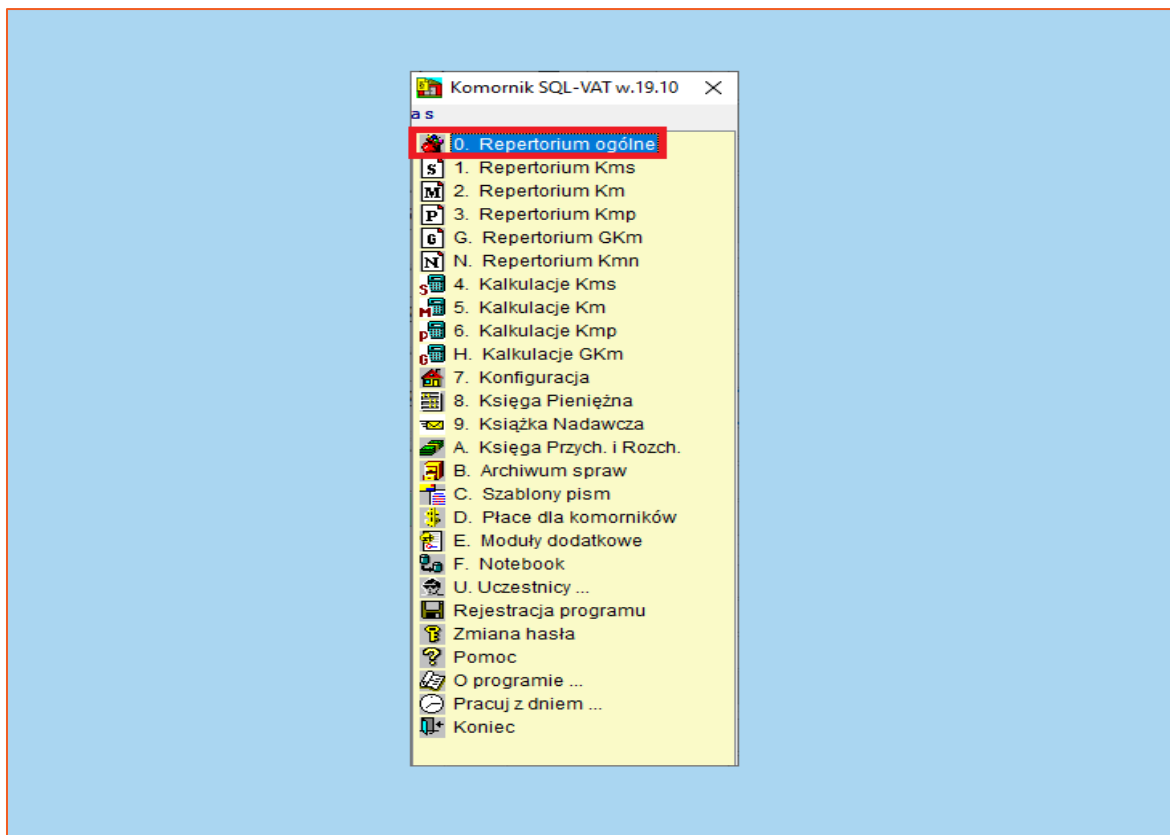 Komornik SQL-VAT w.19.10
a s
0. Repertorium ogólne
1. Repertorium Kms
2. Repertorium Km
3. Repertorium Kmp
G. Repertorium GKm
N. Repertorium Kmn
4. Kalkulacje Kms
5. Kalkulacje Km
6. Kalkulacje Kmp
H. Kalkulacje GKm
7. Konfiguracja
8. Księga Pieniężna
9. Książka Nadawcza
A. Księga Przych. i Rozch.
B. Archiwum spraw
C. Szablony pism
D. Płace dla komorników
E. Moduły dodatkowe
F. Notebook
U. Uczestnicy ...
Rejestracja programu
Zmiana hasła
Pomoc
O programie ...
Pracuj z dniem ...
Koniec